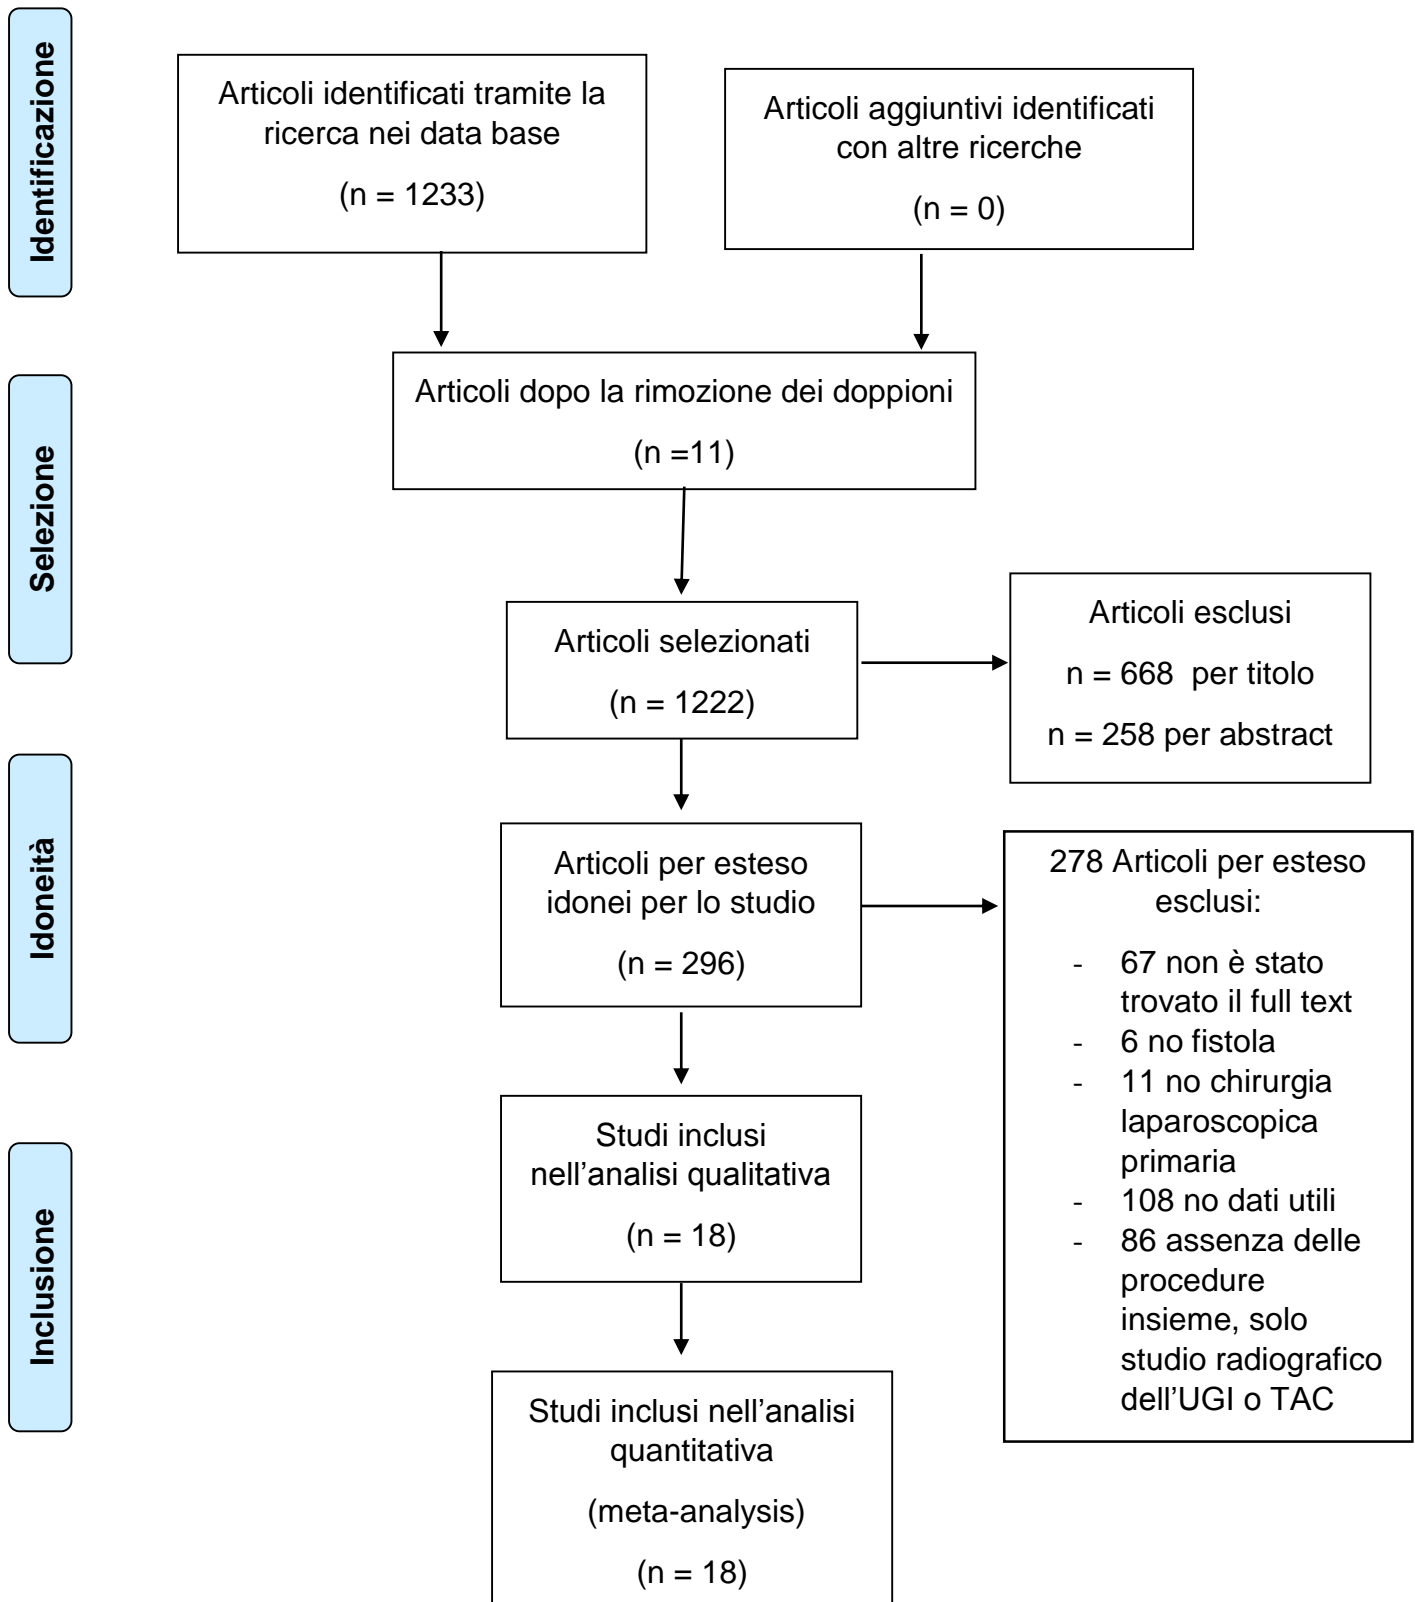 Identificazione
Articoli identificati tramite la
ricerca nei data base
(n = 1233)
Articoli aggiuntivi identificati
con altre ricerche
(n = 0)
Selezione
Articoli dopo la rimozione dei doppioni
(n =11)
Articoli selezionati
(n = 1222)
Articoli esclusi
n = 668 per titolo
n = 258 per abstract
Idoneità
Articoli per esteso
idonei per lo studio
(n = 296)
278 Articoli per esteso
esclusi:
- 67 non è stato
trovato il full text
- 6 no fistola
- 11 no chirurgia
laparoscopica
primaria
- 108 no dati utili
- 86 assenza delle
procedure
insieme, solo
studio radiografico
dell’UGI o TAC
Inclusione
Studi inclusi
nell’analisi qualitativa
(n = 18)
Studi inclusi nell’analisi
quantitativa
(meta-analysis)
(n = 18)